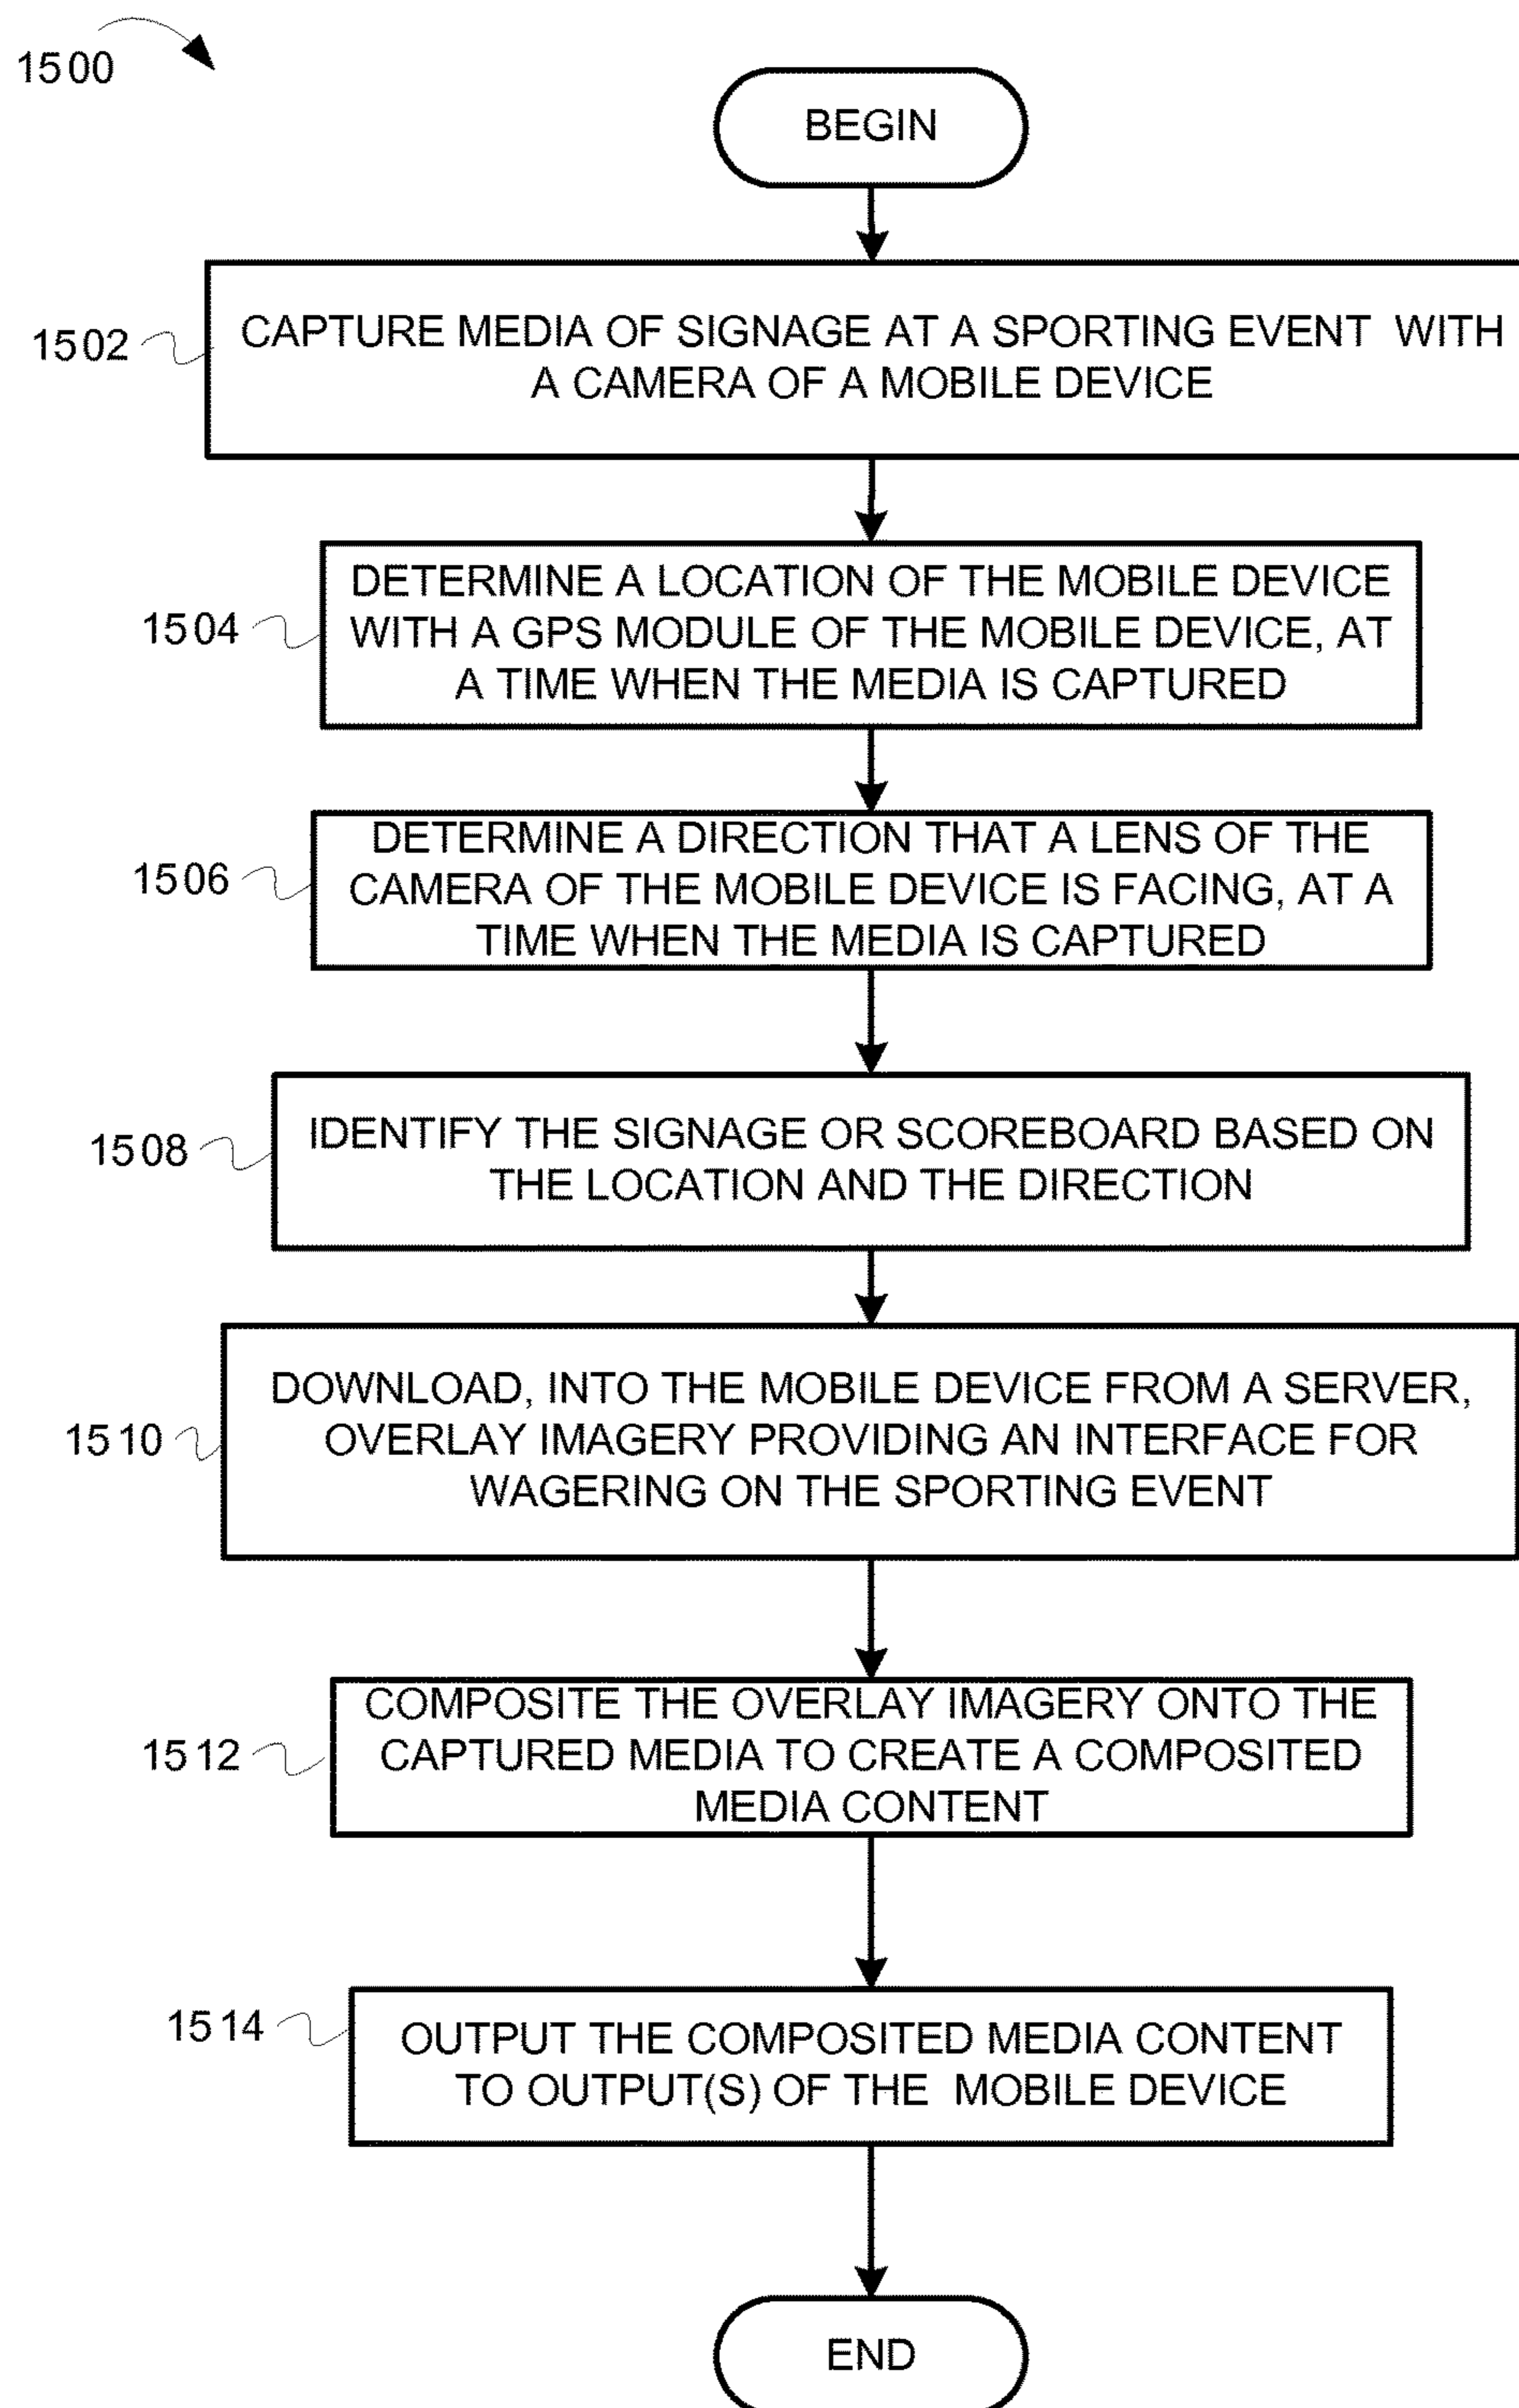 1500
BEGIN
1502
CAPTURE MEDIA OF SIGNAGE AT A SPORTING EVENT WITH
A CAMERA OF A MOBILE DEVICE
1504
DETERMINE A LOCATION OF THE MOBILE DEVICE
WITH A GPS MODULE OF THE MOBILE DEVICE, AT
A TIME WHEN THE MEDIA IS CAPTURED
1506
DETERMINE A DIRECTION THAT A LENS OF THE
CAMERA OF THE MOBILE DEVICE IS FACING, AT A
TIME WHEN THE MEDIA IS CAPTURED
1508
IDENTIFY THE SIGNAGE OR SCOREBOARD BASED ON
THE LOCATION AND THE DIRECTION
1510
DOWNLOAD, INTO THE MOBILE DEVICE FROM A SERVER,
OVERLAY IMAGERY PROVIDING AN INTERFACE FOR
WAGERING ON THE SPORTING EVENT
1512
COMPOSITE THE OVERLAY IMAGERY ONTO THE
CAPTURED MEDIA TO CREATE A COMPOSITED
MEDIA CONTENT
1514
OUTPUT THE COMPOSITED MEDIA CONTENT
TO OUTPUT(S) OF THE MOBILE DEVICE
END